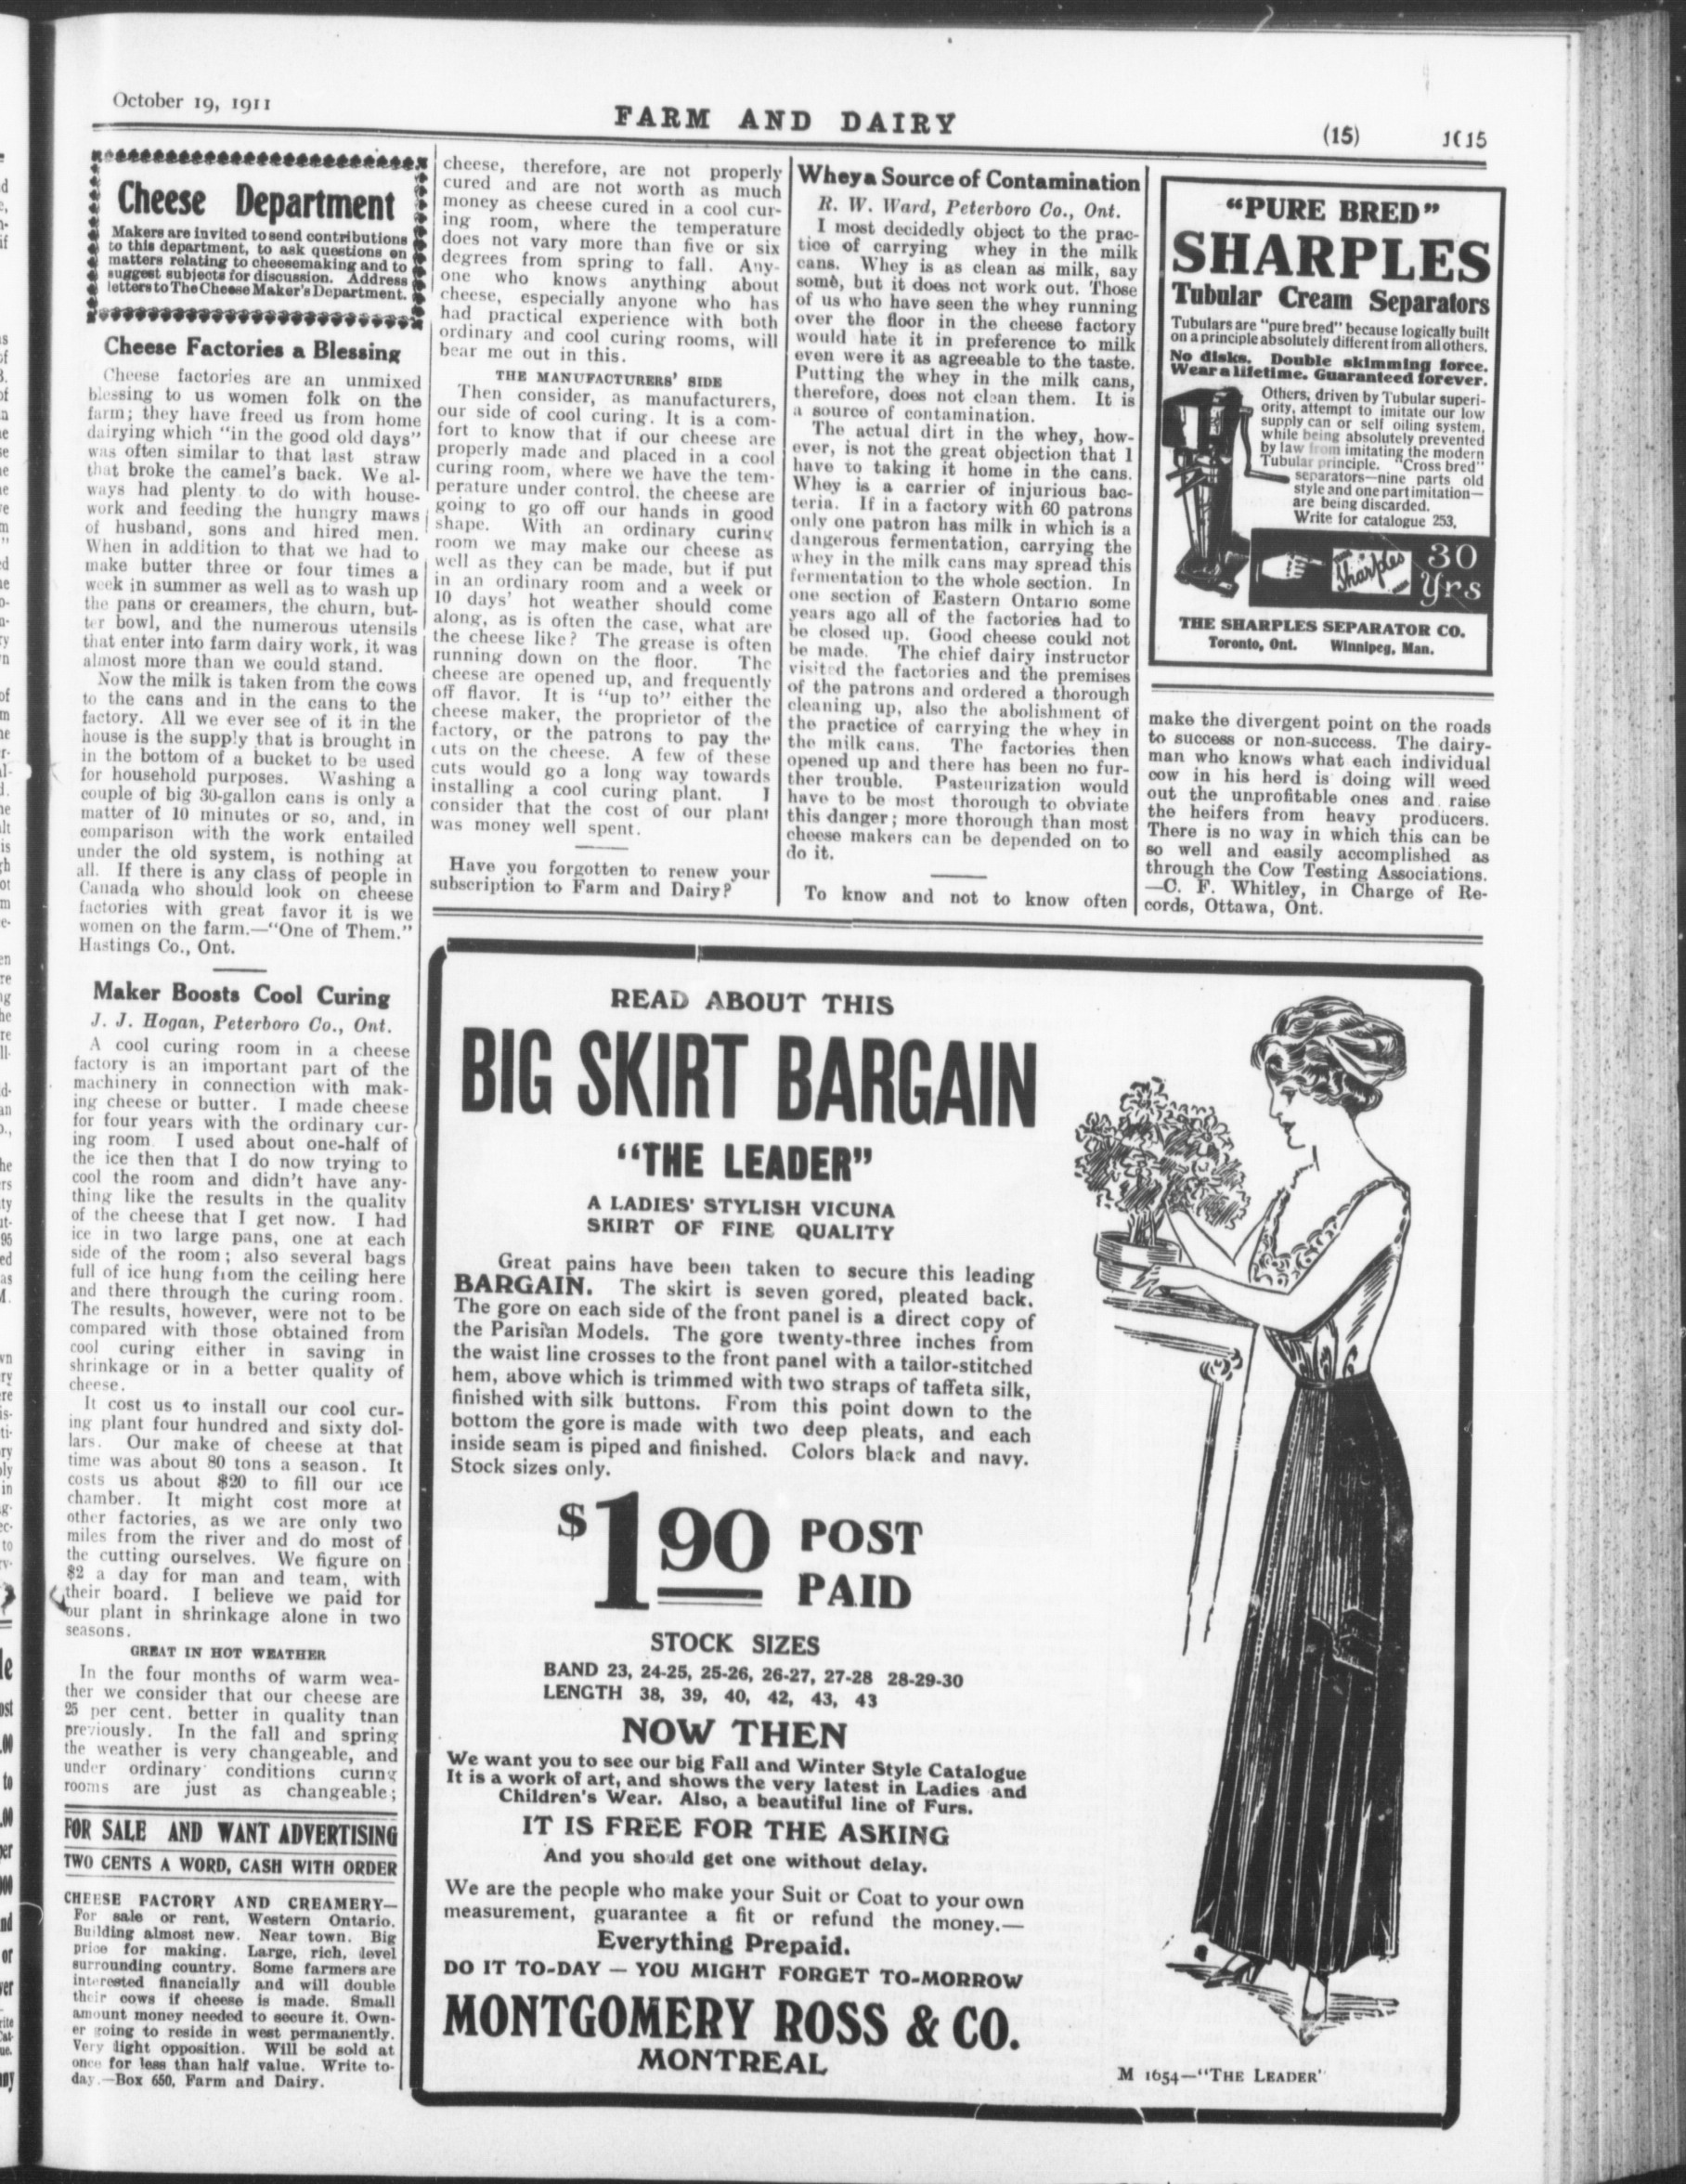 October 19, 1911
FARM AND DAIRY
(15)
1015
Cheese Department
Makers are invited to send contributions
to this department, to ask questions on
matters relating to cheesemaking and to
suggest subjects for discussion. Address
letters to The Cheese Maker's Department.
Cheese Factories a Blessing
Cheese factories are an unmixed
blessing to us women folk on the
farm; they have freed us from home
dairying which "in the good old days"
was often similar to that last straw
that broke the camel's back. We al-
ways had plenty to do with house-
work and feeding the hungry maws
of husband, sons and hired men.
When in addition to that we had to
make butter three or four times a
week in summer as well as to wash up
the pans or creamers, the churn, but-
ter bowl, and the numerous utensils
that enter into farm dairy work, it was
almost more than we could stand.
Now the milk is taken from the cows
to the cans and in the cans to the
factory. All we ever see of it in the
house is the supply that is brought in
in the bottom of a bucket to be used
for household purposes. Washing a
couple of big 30-gallon cans is only a
matter of 10 minutes or so, and, in
comparison with the work entailed
under the old system, is nothing at
all. If there is any class of people in
Canada who should look on cheese
factories with great favor it is we
women on the farm.—"One of Them."
Hastings Co., Ont.
Maker Boosts Cool Curing
J. J. Hogan, Peterboro Co., Ont.
A cool curing room in a cheese
factory is an important part of the
machinery in connection with mak-
ing cheese or butter. I made cheese
for four years with the ordinary cur-
ing room I used about one-half of
the ice then that I do now trying to
cool the room and didn't have any-
thing like the results in the quality
of the cheese that I get now. I had
ice in two large pans, one at each
side of the room; also several bags
full of ice hung from the ceiling here
and there through the curing room.
The results, however, were not to be
compared with those obtained from
cool curing either in saving in
shrinkage or in a better quality of
cheese.
It cost us to install our cool cur-
ing plant four hundred and sixty dol-
lars. Our make of cheese at that
time was about 80 tons a season. It
costs us about $20 to fill our ice
chamber. It might cost more at
other factories, as we are only two
miles from the river and do most of
the cutting ourselves. We figure on
$2 a day for man and team, with
their board. I believe we paid for
our plant in shrinkage alone in two
seasons.
GREAT IN HOT WEATHER
In the four months of warm wea-
ther we consider that our cheese are
25 per cent. better in quality than
previously. In the fall and spring
the weather is very changeable, and
under ordinary conditions curing
rooms are just as changeable;
FOR SALE AND WANT ADVERTISING
TWO CENTS A WORD, CASH WITH ORDER
CHEESE FACTORY AND CREAMERY—
For sale or rent, Western Ontario.
Building almost new. Near town. Big
price for making. Large, rich, level
surrounding country. Some farmers are
interested financially and will double
their cows if cheese is made. Small
amount money needed to secure it. Own-
er going to reside in west permanently.
Very light opposition. Will be sold at
once for less than half value. Write to-
day.—Box 650, Farm and Dairy.
cheese, therefore, are not properly
cured and are not worth as much
money as cheese cured in a cool cur-
ing room, where the temperature
does not vary more than five or six
degrees from spring to fall. Any-
one who knows anything about
cheese, especially anyone who has
had practical experience with both
ordinary and cool curing rooms, will
bear me out in this.
THE MANUFACTURERS' SIDE
Then consider, as manufacturers,
our side of cool curing. It is a com-
fort to know that if our cheese are
properly made and placed in a cool
curing room, where we have the tem-
perature under control, the cheese are
going to go off our hands in good
shape. With an ordinary curing
room we may make our cheese as
well as they can be made, but if put
in an ordinary room and a week or
10 days' hot weather should come
along, as is often the case, what are
the cheese like? The grease is often
running down on the floor. The
cheese are opened up, and frequently
off flavor. It is "up to" either the
cheese maker, the proprietor of the
factory, or the patrons to pay the
cuts on the cheese. A few of these
cuts would go a long way towards
installing a cool curing plant. I
consider that the cost of our plant
was money well spent.
Have you forgotten to renew your
subscription to Farm and Dairy?
Whey a Source of Contamination
R. W. Ward, Peterboro Co., Ont.
I most decidedly object to the prac-
tice of carrying whey in the milk
cans. Whey is as clean as milk, say
some, but it does not work out. Those
of us who have seen the whey running
over the floor in the cheese factory
would hate it in preference to milk
even were it as agreeable to the taste.
Putting the whey in the milk cans,
therefore, does not clean them. It is
a source of contamination.
The actual dirt in the whey, how-
ever, is not the great objection that I
have to taking it home in the cans.
Whey is a carrier of injurious bac-
teria. If in a factory with 60 patrons
only one patron has milk in which is a
dangerous fermentation, carrying the
whey in the milk cans may spread this
fermentation to the whole section. In
one section of Eastern Ontario some
years ago all of the factories had to
be closed up. Good cheese could not
be made. The chief dairy instructor
visited the factories and the premises
of the patrons and ordered a thorough
cleaning up, also the abolishment of
the practice of carrying the whey in
the milk cans. The factories then
opened up and there has been no fur-
ther trouble. Pasteurization would
have to be most thorough to obviate
this danger; more thorough than most
cheese makers can be depended on to
do it.
To know and not to know often
"PURE BRED"
SHARPLES
Tubular Cream Separators
Tubulars are "pure bred" because logically built
on a principle absolutely different from all others.
No disks. Double skimming force.
Wear a lifetime. Guaranteed forever.
Others, driven by Tubular superi-
ority, attempt to imitate our low
supply can or self oiling system,
while being absolutely prevented
by law from imitating the modern
Tubular principle. "Cross bred"
separators—nine parts old
style and one part imitation—
are being discarded.
Write for catalogue 253.
Sharples
30
Yrs
THE SHARPLES SEPARATOR CO.
Toronto, Ont. Winnipeg, Man.
make the divergent point on the roads
to success or non-success. The dairy-
man who knows what each individual
cow in his herd is doing will weed
out the unprofitable ones and raise
the heifers from heavy producers.
There is no way in which this can be
so well and easily accomplished as
through the Cow Testing Associations.
—C. F. Whitley, in Charge of Re-
cords, Ottawa, Ont.
READ ABOUT THIS
BIG SKIRT BARGAIN
"THE LEADER"
A LADIES' STYLISH VICUNA
SKIRT OF FINE QUALITY
Great pains have been taken to secure this leading
BARGAIN. The skirt is seven gored, pleated back.
The gore on each side of the front panel is a direct copy of
the Parisian Models. The gore twenty-three inches from
the waist line crosses to the front panel with a tailor-stitched
hem, above which is trimmed with two straps of taffeta silk,
finished with silk buttons. From this point down to the
bottom the gore is made with two deep pleats, and each
inside seam is piped and finished. Colors black and navy.
Stock sizes only.
$1 90 POST
PAID
STOCK SIZES
BAND 23, 24-25, 25-26, 26-27, 27-28 28-29-30
LENGTH 38, 39, 40, 42, 43, 43
NOW THEN
We want you to see our big Fall and Winter Style Catalogue
It is a work of art, and shows the very latest in Ladies and
Children's Wear. Also, a beautiful line of Furs.
IT IS FREE FOR THE ASKING
And you should get one without delay.
We are the people who make your Suit or Coat to your own
measurement, guarantee a fit or refund the money.—
Everything Prepaid.
DO IT TO-DAY — YOU MIGHT FORGET TO-MORROW
MONTGOMERY ROSS & CO.
MONTREAL
M 1654—"THE LEADER"